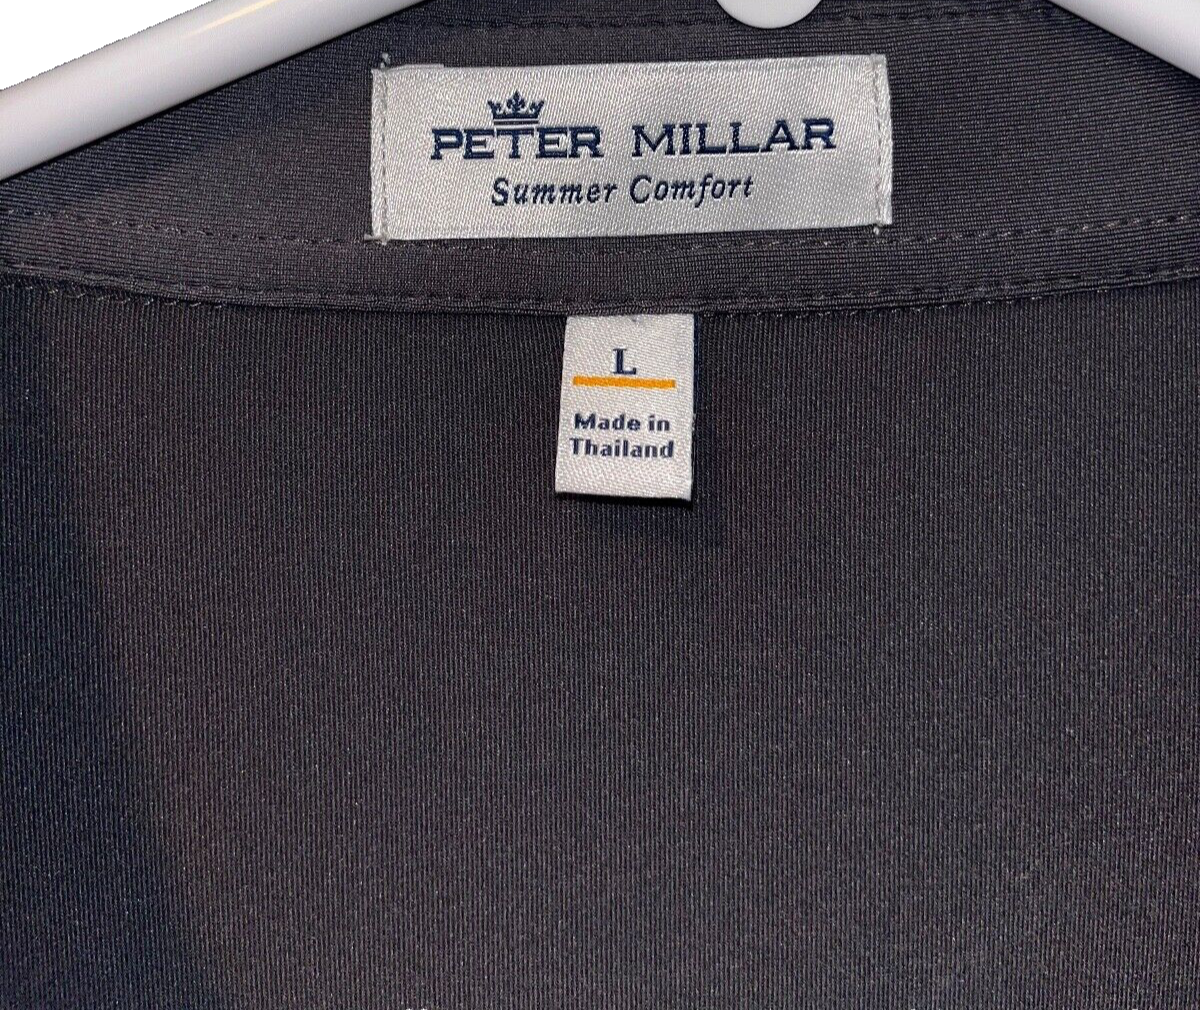 PETER MILLAR
Summer Comfort
L
Made in
Thailand